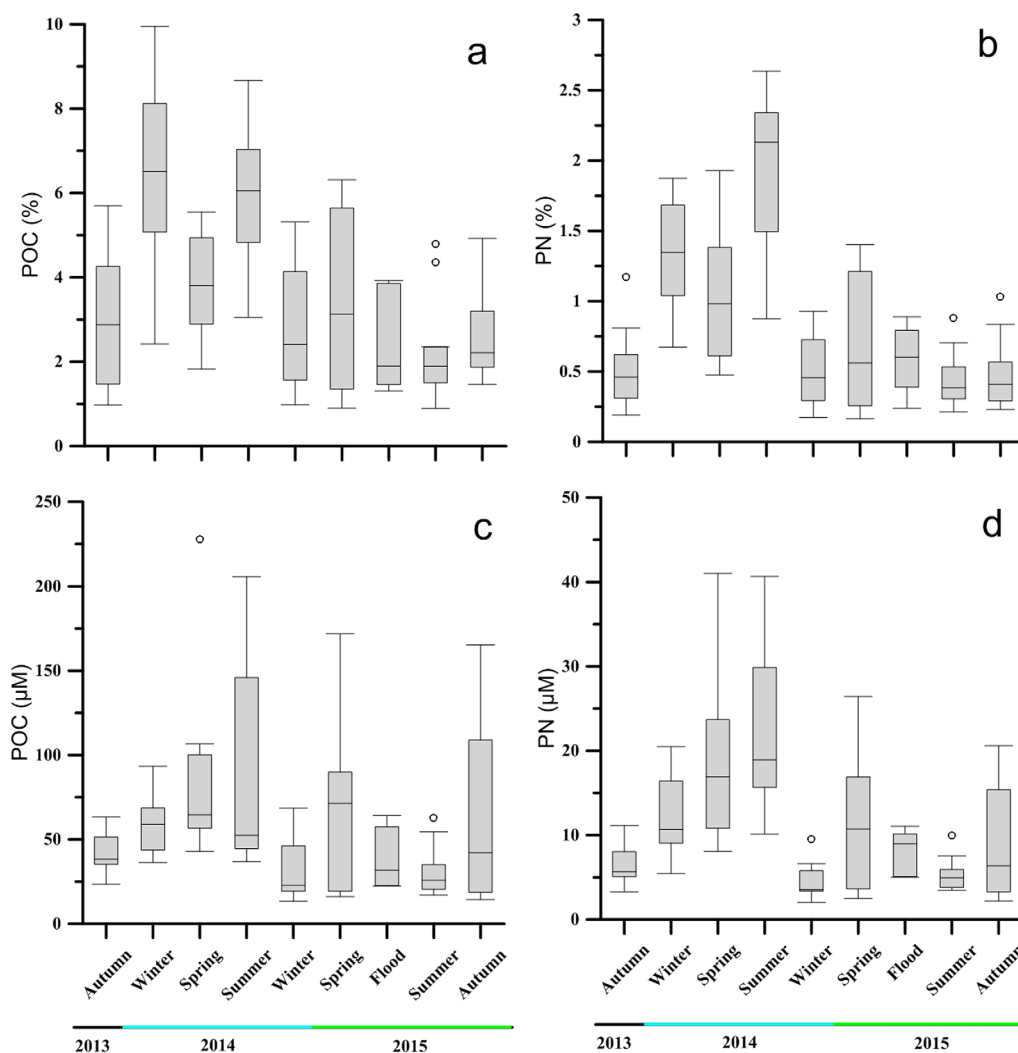 a
POC (%)
10
8
6
4
2
0
b
PN (%)
3
2.5
2
1.5
1
0.5
0
c
POC (µM)
250
200
150
100
50
0
Autumn
Winter
Spring
Summer
Winter
Spring
Flood
Summer
Autumn
2013
2014
2015
d
PN (µM)
50
40
30
20
10
0
Autumn
Winter
Spring
Summer
Winter
Spring
Flood
Summer
Autumn
2013
2014
2015